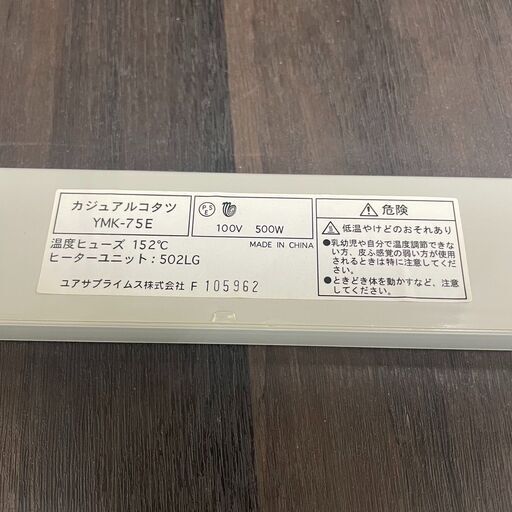 カジュアルコタツ
YMK-75E
PSE
100V 500W
温度ヒューズ 152℃
MADE IN CHINA
ヒーターユニット：502LG
ユアサプライムス株式会社 F 105962
⚠危険
低温やけどのおそれあり
●乳幼児や自分で温度調節できな
い方、皮ふ感覚の弱い方が使用
されるときは特に注意してください。
●ときどき体を動かすなど、注意
してください。